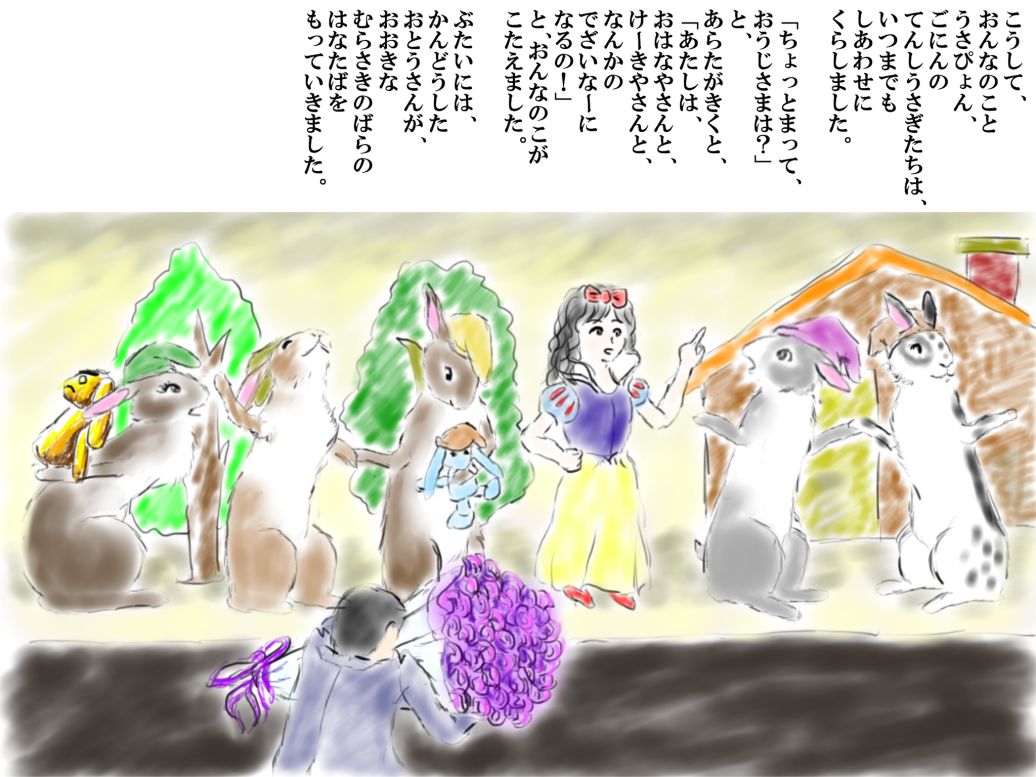 こうして、
おんなのこと
うさぴょん、
ごにんの
てんしうさぎたちは、
いつまでも
しあわせに
くらしました。
「ちょっとまって、
おうじさまは？」
と、
あらたがきくと、
「あたしは、
おはなやさんと、
けーきやさんと、
なんかの
でざいなーに
なるの！」
と、おんなのこが
こたえました。
ぶたいには、
かんどうした
おとうさんが、
おおきな
むらさきのばらの
はなたばを
もっていきました。